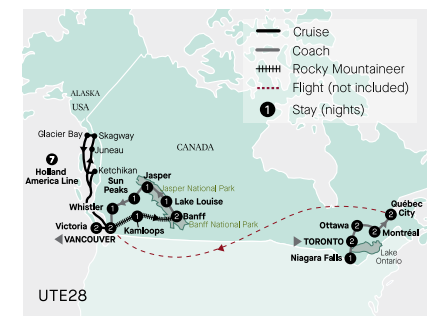 Cruise
Coach
Rocky Mountaineer
Flight (not included)
1 Stay (nights)
ALASKA
USA
Glacier Bay
Skagway
Juneau
Ketchikan
7
Holland
America Line
CANADA
Sun
Peaks
Jasper
Jasper National Park
1
1
Whistler
1
1
Lake Louise
Victoria
2
2
1
2
Banff
Banff National Park
VANCOUVER
Kamloops
Québec
City
2
Ottawa
2
2
Montréal
TORONTO
2
Lake
Ontario
Niagara Falls
1
UTE28